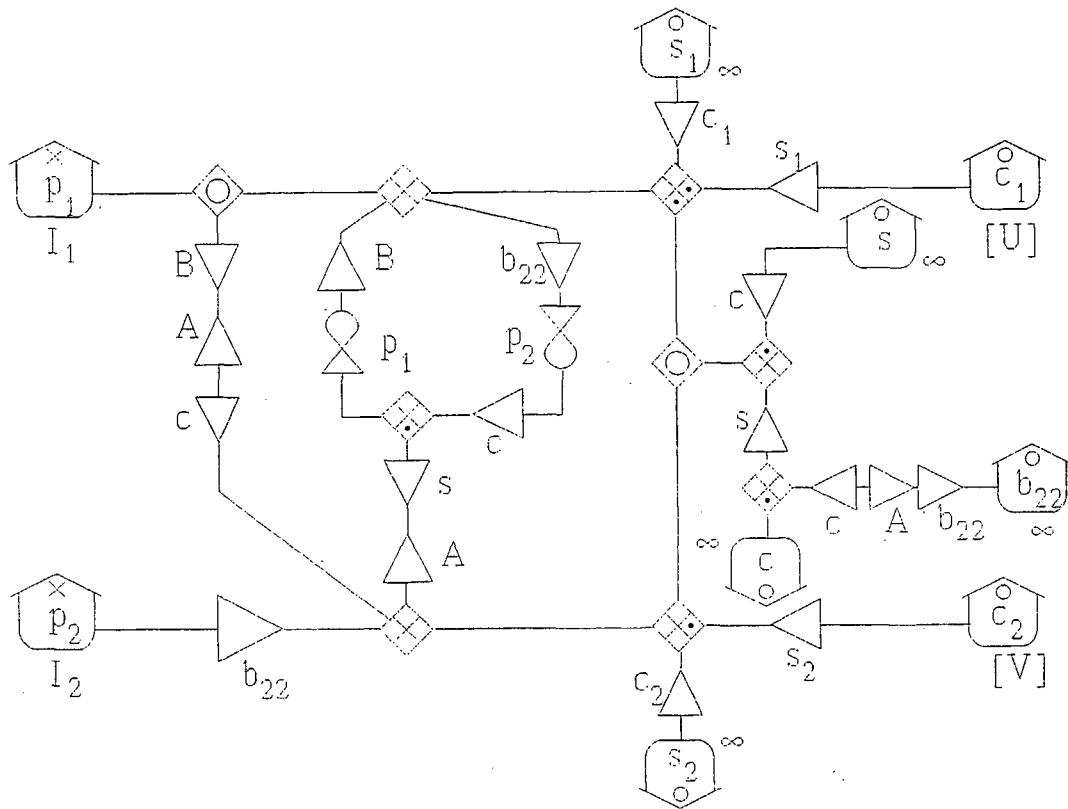 s₁
∞
c₁
s₁
p₁
c₁
I₁
[U]
s
∞
B
B
b₂₂
c
A
p₁
p₂
c
c
s
s
b₂₂
c
A
b₂₂
∞
A
∞
c
p₂
c₂
I₂
b₂₂
s₂
[V]
c₂
∞
s₂